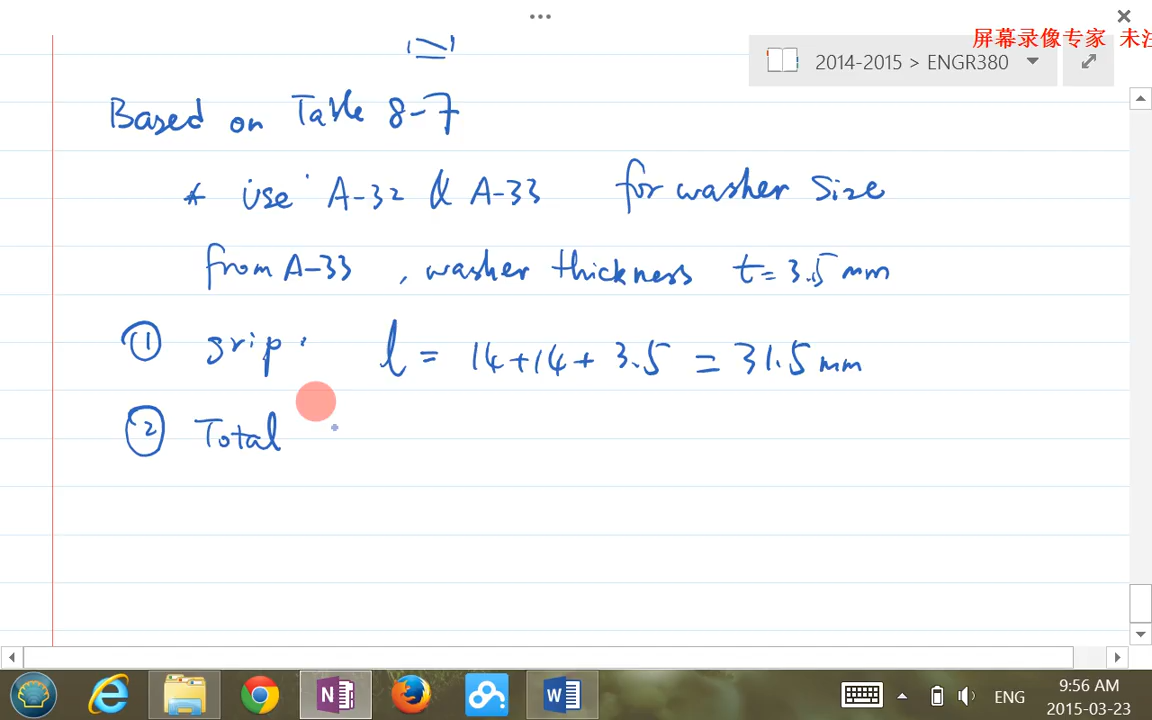 屏幕录像专家 未注
2014-2015 > ENGR380
Based on Table 8-7
* use A-32 & A-33 for washer size
from A-33 , washer thickness t = 3.5 mm
① grip : l = 14+14+ 3.5 = 31.5 mm
② Total
ENG
9:56 AM
2015-03-23